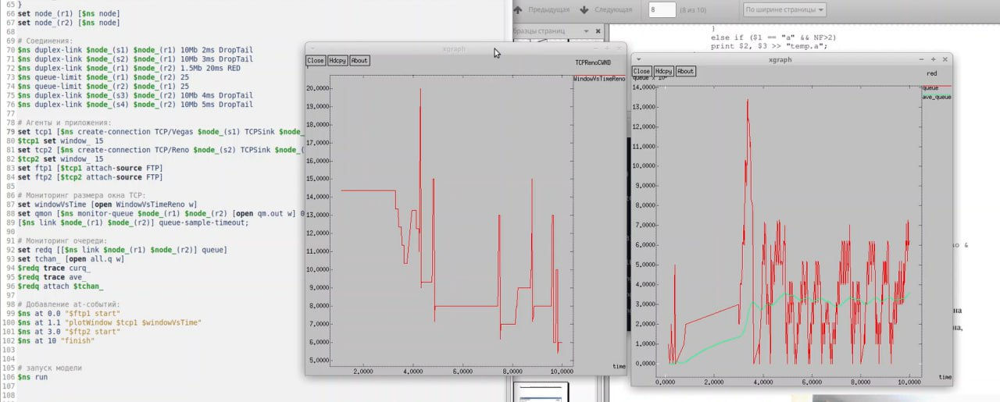 65 }
66 set node_(r1) [$ns node]
67 set node_(r2) [$ns node]
68
69 # Соединения:
70 $ns duplex-link $node_(s1) $node_(r1) 10Mb 2ms DropTail
71 $ns duplex-link $node_(s2) $node_(r1) 10Mb 3ms DropTail
72 $ns duplex-link $node_(r1) $node_(r2) 1.5Mb 20ms RED
73 $ns queue-limit $node_(r1) $node_(r2) 25
74 $ns queue-limit $node_(r2) $node_(r1) 25
75 $ns duplex-link $node_(s3) $node_(r2) 10Mb 4ms DropTail
76 $ns duplex-link $node_(s4) $node_(r2) 10Mb 5ms DropTail
77
78 # Агенты и приложения:
79 set tcp1 [$ns create-connection TCP/Vegas $node_(s1) TCPSink $node_
80 $tcp1 set window_ 15
81 set tcp2 [$ns create-connection TCP/Reno $node_(s2) TCPSink $node_(
82 $tcp2 set window_ 15
83 set ftp1 [$tcp1 attach-source FTP]
84 set ftp2 [$tcp2 attach-source FTP]
85
86 # Мониторинг размера окна TCP:
87 set windowVsTime [open WindowVsTimeReno w]
88 set qmon [$ns monitor-queue $node_(r1) $node_(r2) [open qm.out w] 0
89 [$ns link $node_(r1) $node_(r2)] queue-sample-timeout;
90
91 # Мониторинг очереди:
92 set redq [[$ns link $node_(r1) $node_(r2)] queue]
93 set tchan_ [open all.q w]
94 $redq trace curq_
95 $redq trace ave_
96 $redq attach $tchan_
97
98 # Добавление at-событий:
99 $ns at 0.0 "$ftp1 start"
100 $ns at 1.1 "plotWindow $tcp1 $windowVsTime"
101 $ns at 3.0 "$ftp2 start"
102 $ns at 10 "finish"
103
104
105 # запуск модели
106 $ns run
107
108
Предыдущая Следующая 8 (8 из 10) По ширине страницы
бразцы страниц
}
else if ($1 == "a" && NF>2)
print $2, $3 >> "temp.a";
xgraph
Close Hdcpy About
TCPRenoCWND
WindowVsTimeReno
20,0000
19,0000
18,0000
17,0000
16,0000
15,0000
14,0000
13,0000
12,0000
11,0000
10,0000
9,0000
8,0000
7,0000
6,0000
5,0000
2,0000 4,0000 6,0000 8,0000 10,0000
time
xgraph
Close Hdcpy About
red
queue
ave_queue
14,0000
13,0000
12,0000
11,0000
10,0000
9,0000
8,0000
7,0000
6,0000
5,0000
4,0000
3,0000
2,0000
1,0000
0,0000
0,0000 2,0000 4,0000 6,0000 8,0000 10,0000
time
&
на
на,